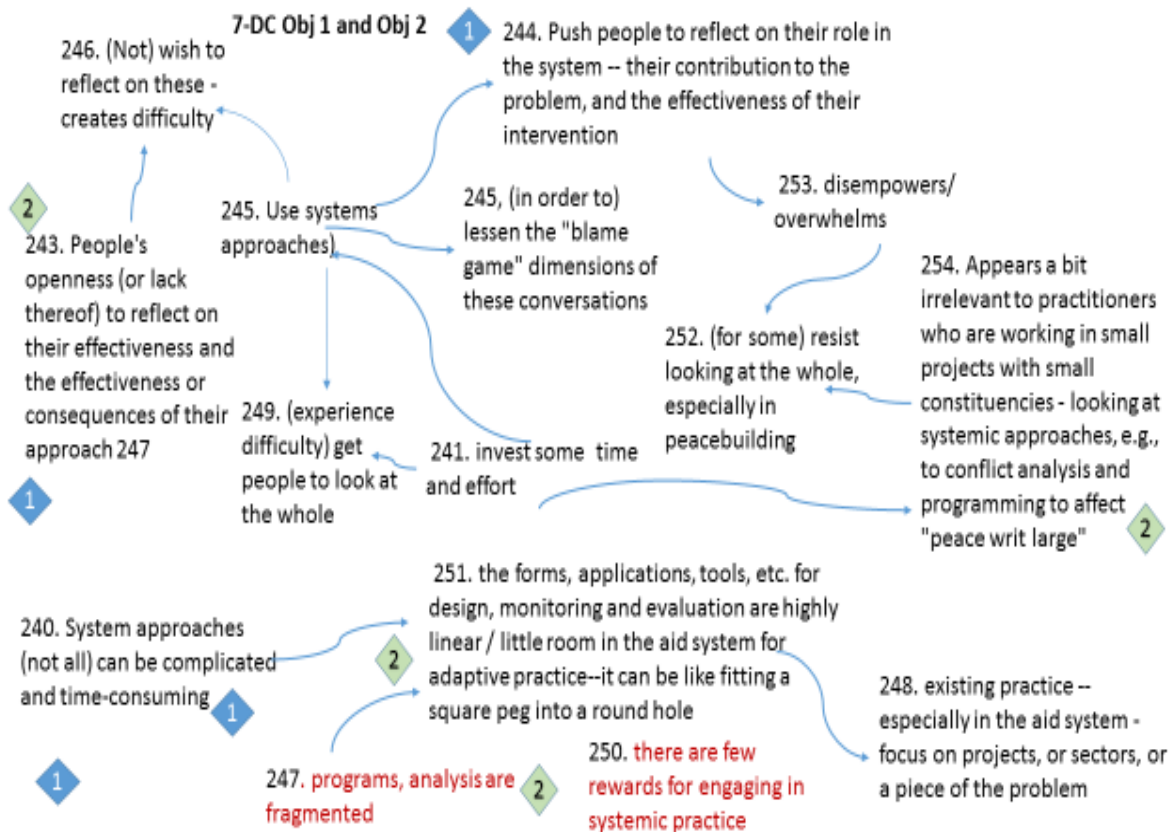 7-DC Obj 1 and Obj 2
1
246. (Not) wish to
reflect on these -
creates difficulty
244. Push people to reflect on their role in
the system -- their contribution to the
problem, and the effectiveness of their
intervention
2
243. People's
openness (or lack
thereof) to reflect on
their effectiveness and
the effectiveness or
consequences of their
approach 247
1
245. Use systems
approaches)
245, (in order to)
lessen the "blame
game" dimensions of
these conversations
253. disempowers/
overwhelms
252. (for some) resist
looking at the whole,
especially in
peacebuilding
254. Appears a bit
irrelevant to practitioners
who are working in small
projects with small
constituencies - looking at
systemic approaches, e.g.,
to conflict analysis and
programming to affect
"peace writ large"
2
249. (experience
difficulty) get
people to look at
the whole
241. invest some time
and effort
240. System approaches
(not all) can be complicated
and time-consuming
1
1
251. the forms, applications, tools, etc. for
design, monitoring and evaluation are highly
linear / little room in the aid system for
adaptive practice--it can be like fitting a
square peg into a round hole
2
247. programs, analysis are
fragmented
2
250. there are few
rewards for engaging in
systemic practice
248. existing practice --
especially in the aid system -
focus on projects, or sectors, or
a piece of the problem